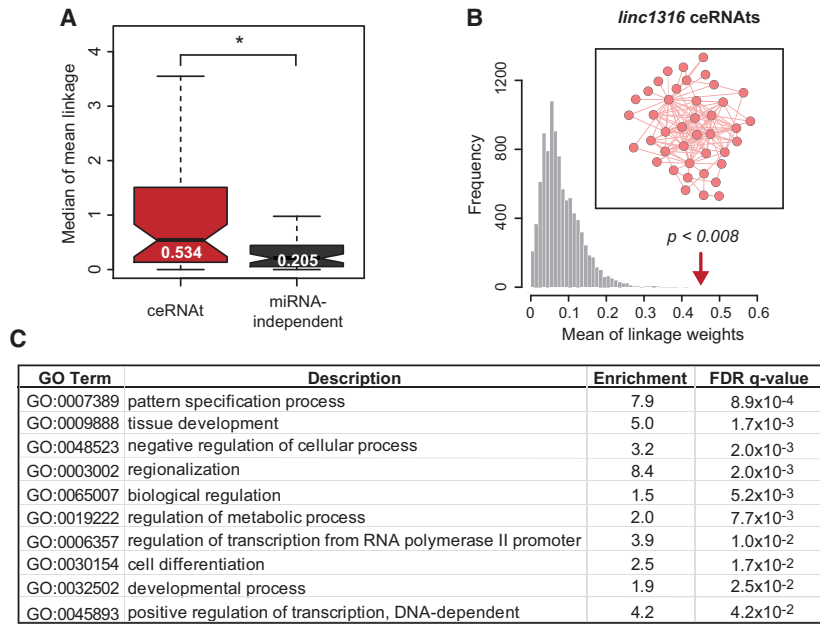 A
Median of mean linkage
4
3
2
1
0
*
0.534
0.205
ceRNAt
miRNA-
independent
B
linc1316 ceRNAts
Frequency
1200
800
400
0
p < 0.008
0 0.1 0.2 0.3 0.4 0.5 0.6
Mean of linkage weights
C
GO Term Description Enrichment FDR q-value
GO:0007389 pattern specification process 7.9 8.9x10-4
GO:0009888 tissue development 5.0 1.7x10-3
GO:0048523 negative regulation of cellular process 3.2 2.0x10-3
GO:0003002 regionalization 8.4 2.0x10-3
GO:0065007 biological regulation 1.5 5.2x10-3
GO:0019222 regulation of metabolic process 2.0 7.7x10-3
GO:0006357 regulation of transcription from RNA polymerase II promoter 3.9 1.0x10-2
GO:0030154 cell differentiation 2.5 1.7x10-2
GO:0032502 developmental process 1.9 2.5x10-2
GO:0045893 positive regulation of transcription, DNA-dependent 4.2 4.2x10-2